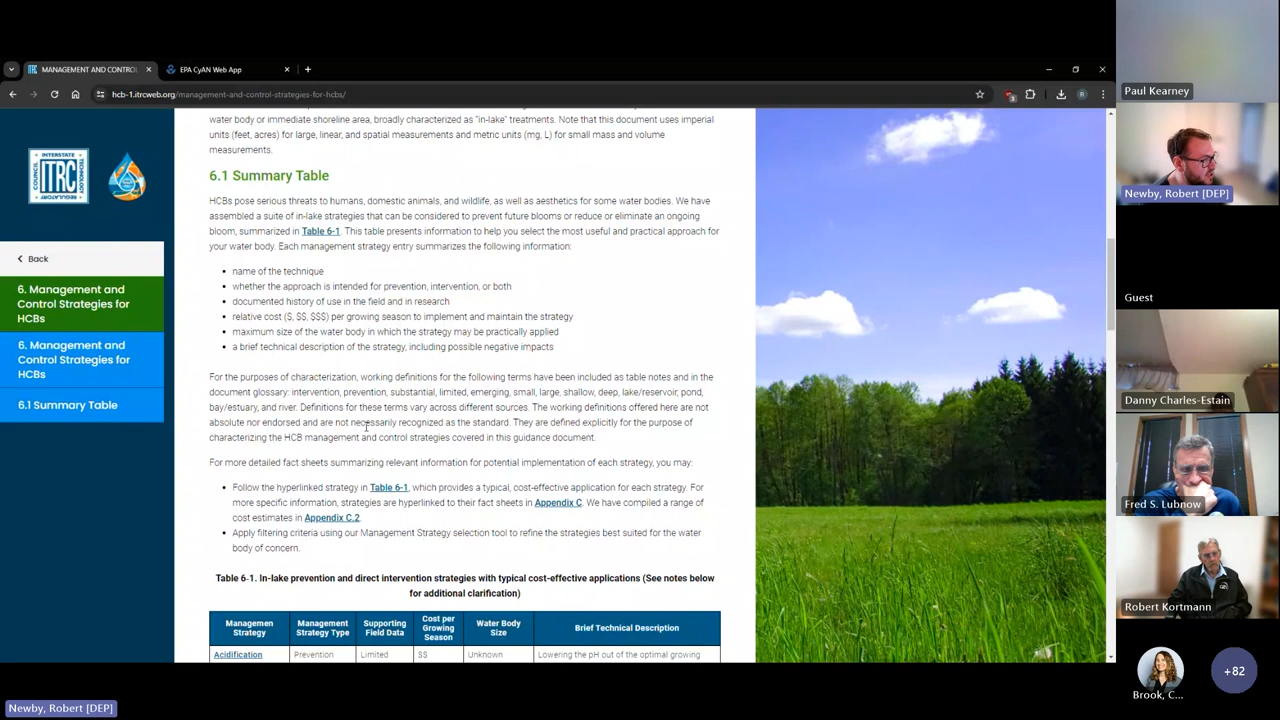 MANAGEMENT AND CONTROL
EPA CyAN Web App
hcb-1.itrcweb.org/management-and-control-strategies-for-hcbs/
INTERSTATE
COUNCIL
ITRC
TECHNOLOGY
REGULATORY
Back
6. Management and
Control Strategies for
HCBs
6. Management and
Control Strategies for
HCBs
6.1 Summary Table
water body or immediate shoreline area, broadly characterized as "in-lake" treatments. Note that this document uses imperial
units (feet, acres) for large, linear, and spatial measurements and metric units (mg, L) for small mass and volume
measurements.
6.1 Summary Table
HCBs pose serious threats to humans, domestic animals, and wildlife, as well as aesthetics for some water bodies. We have
assembled a suite of in-lake strategies that can be considered to prevent future blooms or reduce or eliminate an ongoing
bloom, summarized in Table 6-1. This table presents information to help you select the most useful and practical approach for
your water body. Each management strategy entry summarizes the following information:
• name of the technique
• whether the approach is intended for prevention, intervention, or both
• documented history of use in the field and in research
• relative cost ($, $$, $$$) per growing season to implement and maintain the strategy
• maximum size of the water body in which the strategy may be practically applied
• a brief technical description of the strategy, including possible negative impacts
For the purposes of characterization, working definitions for the following terms have been included as table notes and in the
document glossary: intervention, prevention, substantial, limited, emerging, small, large, shallow, deep, lake/reservoir, pond,
bay/estuary, and river. Definitions for these terms vary across different sources. The working definitions offered here are not
absolute nor endorsed and are not necessarily recognized as the standard. They are defined explicitly for the purpose of
characterizing the HCB management and control strategies covered in this guidance document.
For more detailed fact sheets summarizing relevant information for potential implementation of each strategy, you may:
• Follow the hyperlinked strategy in Table 6-1, which provides a typical, cost-effective application for each strategy. For
more specific information, strategies are hyperlinked to their fact sheets in Appendix C. We have compiled a range of
cost estimates in Appendix C.2.
• Apply filtering criteria using our Management Strategy selection tool to refine the strategies best suited for the water
body of concern.
Table 6-1. In-lake prevention and direct intervention strategies with typical cost-effective applications (See notes below
for additional clarification)
Managemen Strategy Management Strategy Type Supporting Field Data Cost per Growing Season Water Body Size Brief Technical Description
Acidification Prevention Limited $$ Unknown Lowering the pH out of the optimal growing
Paul Kearney
Newby, Robert [DEP]
Guest
Danny Charles-Estain
Fred S. Lubnow
Robert Kortmann
Brook, C...
+82
Newby, Robert [DEP]